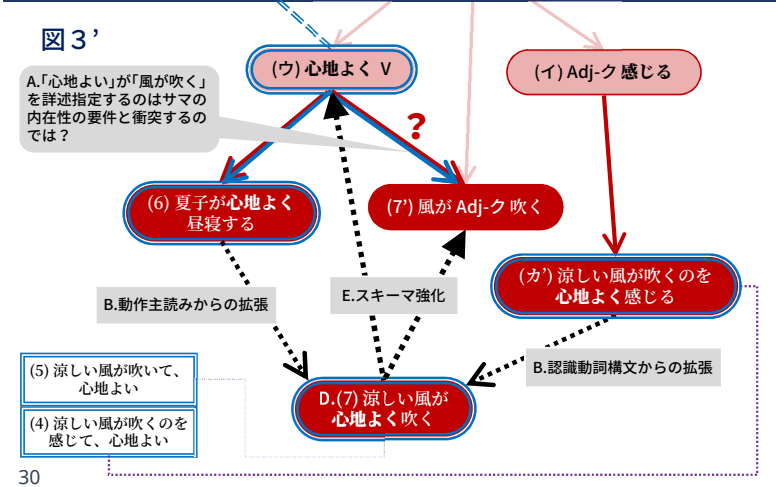 図３’
(ウ) 心地よく V
(イ) Adj-ク 感じる
A.｢心地よい｣が｢風が吹く｣
を詳述指定するのはサマの
内在性の要件と衝突するの
では？
?
(6) 夏子が心地よく
昼寝する
(7’) 風が Adj-ク 吹く
(カ’) 涼しい風が吹くのを
心地よく感じる
B.動作主読みからの拡張
E.スキーマ強化
B.認識動詞構文からの拡張
(5) 涼しい風が吹いて、
心地よい
(4) 涼しい風が吹くのを
感じて、心地よい
D.(7) 涼しい風が
心地よく吹く
30